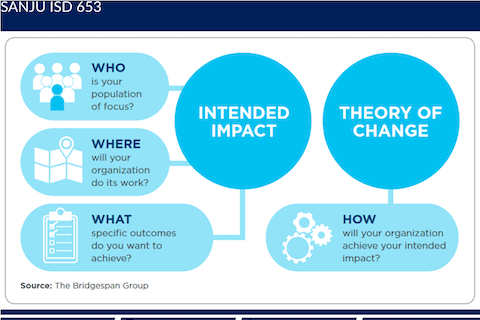 SANJU ISD 653
WHO
is your
population
of focus?
WHERE
will your
organization
do its work?
WHAT
specific outcomes
do you want to
achieve?
INTENDED
IMPACT
THEORY OF
CHANGE
HOW
will your organization
achieve your intended
impact?
Source: The Bridgespan Group